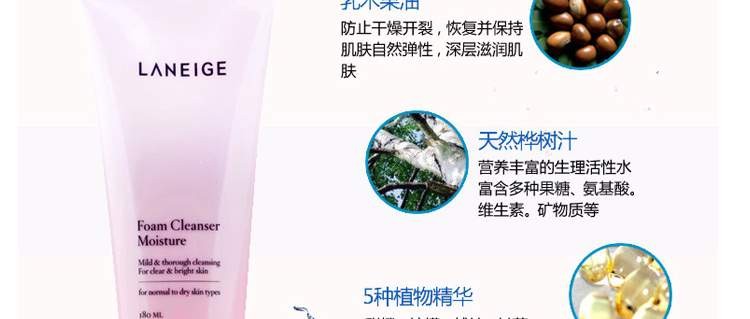 乳木果油
防止干燥开裂，恢复并保持
肌肤自然弹性，深层滋润肌
肤
LANEIGE
天然桦树汁
营养丰富的生理活性水
富含多种果糖、氨基酸。
维生素。矿物质等
Foam Cleanser
Moisture
Mild & thorough cleansing
For clear & bright skin
for normal to dry skin types
180 ML
5种植物精华